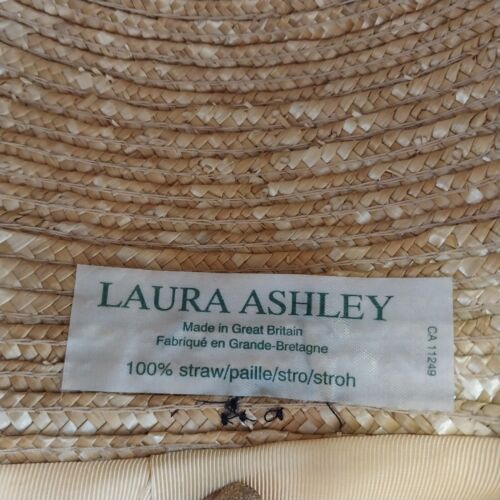 LAURA ASHLEY
Made in Great Britain
Fabriqué en Grande-Bretagne
100% straw/paille/stro/stroh
CA 11249